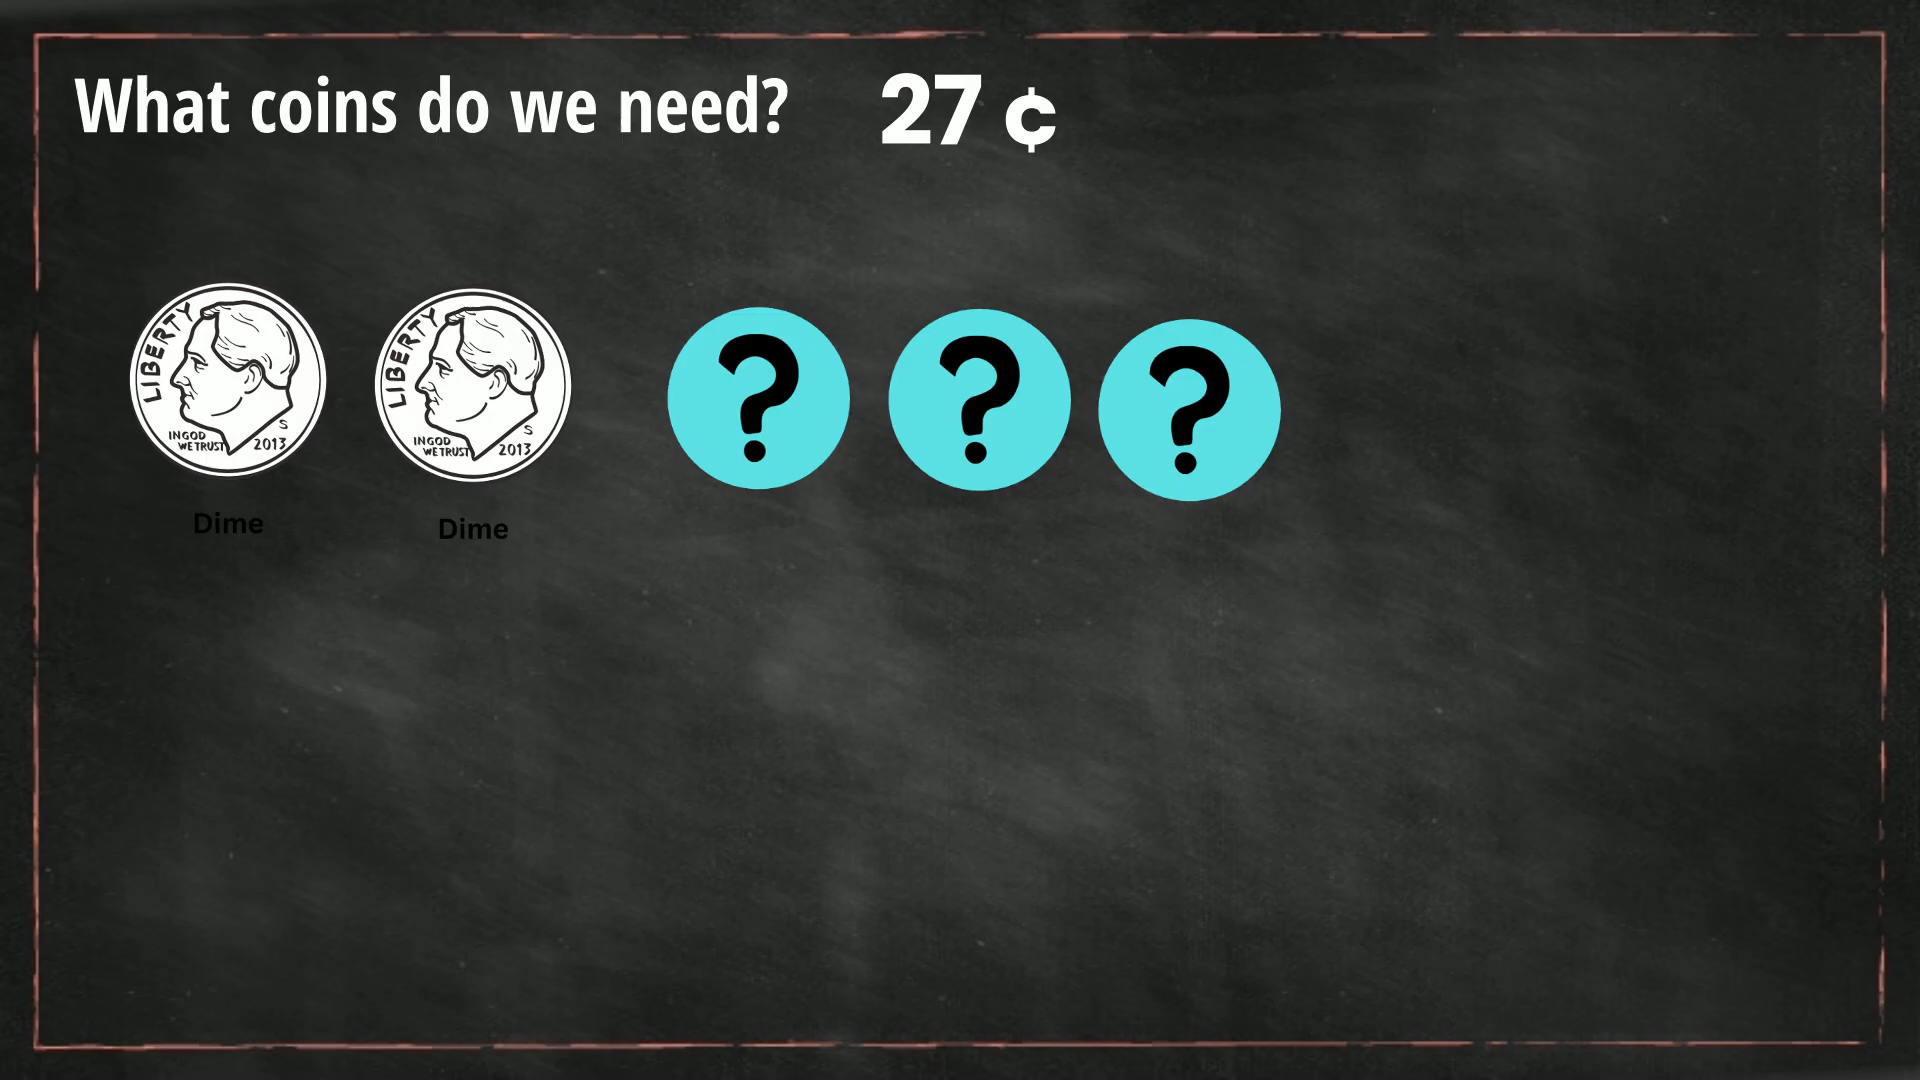 What coins do we need? 27 ¢
LIBERTY
IN GOD
WE TRUST
2013
S
LIBERTY
IN GOD
WE TRUST
2013
S
? ? ?
Dime
Dime